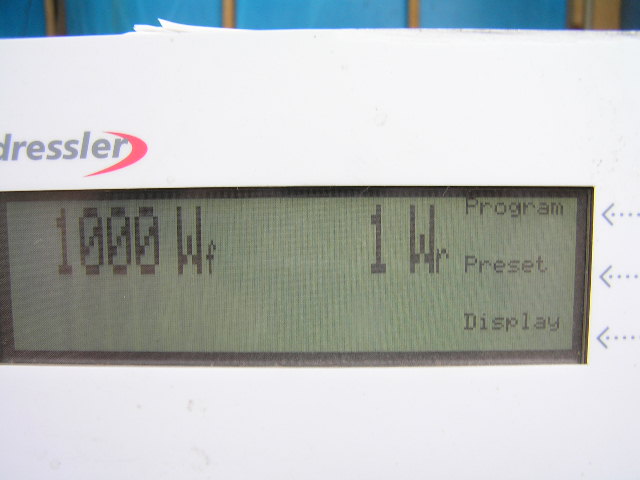 dressler
1000 Wf 1 Wr
Program
Preset
Display